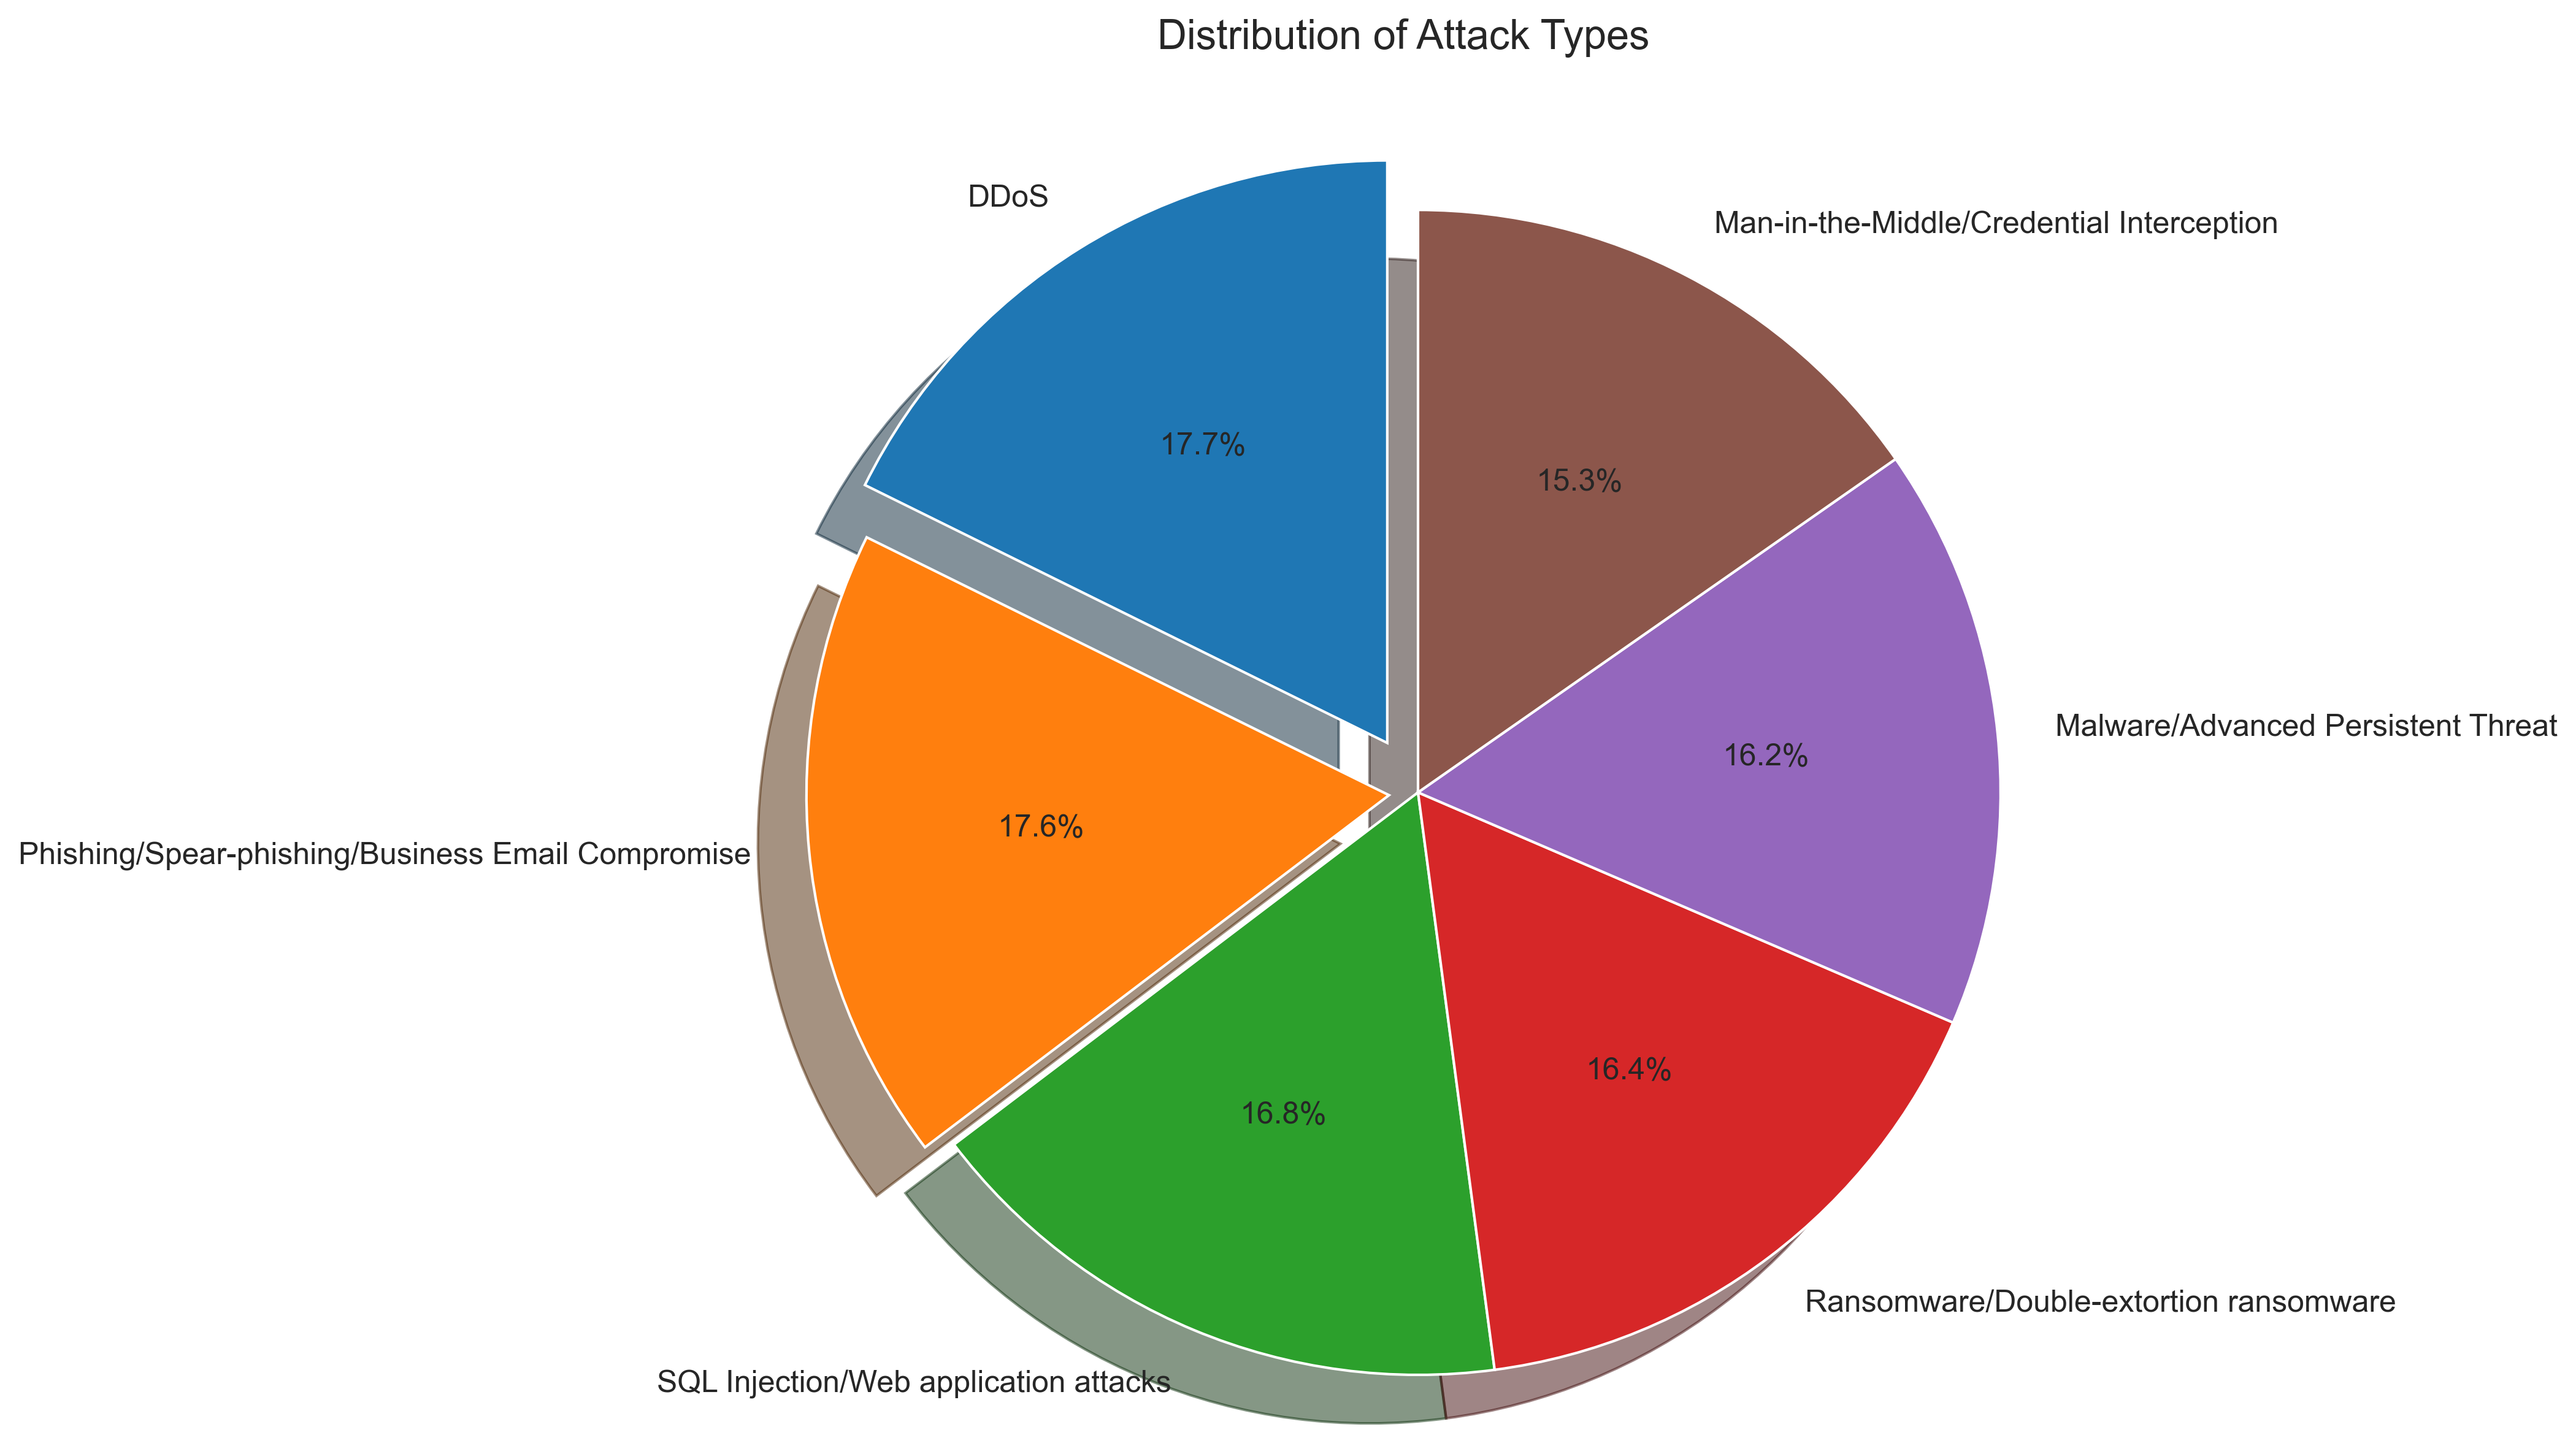 Distribution of Attack Types
DDoS
Man-in-the-Middle/Credential Interception
17.7%
15.3%
Malware/Advanced Persistent Threat
16.2%
17.6%
Phishing/Spear-phishing/Business Email Compromise
16.4%
16.8%
Ransomware/Double-extortion ransomware
SQL Injection/Web application attacks